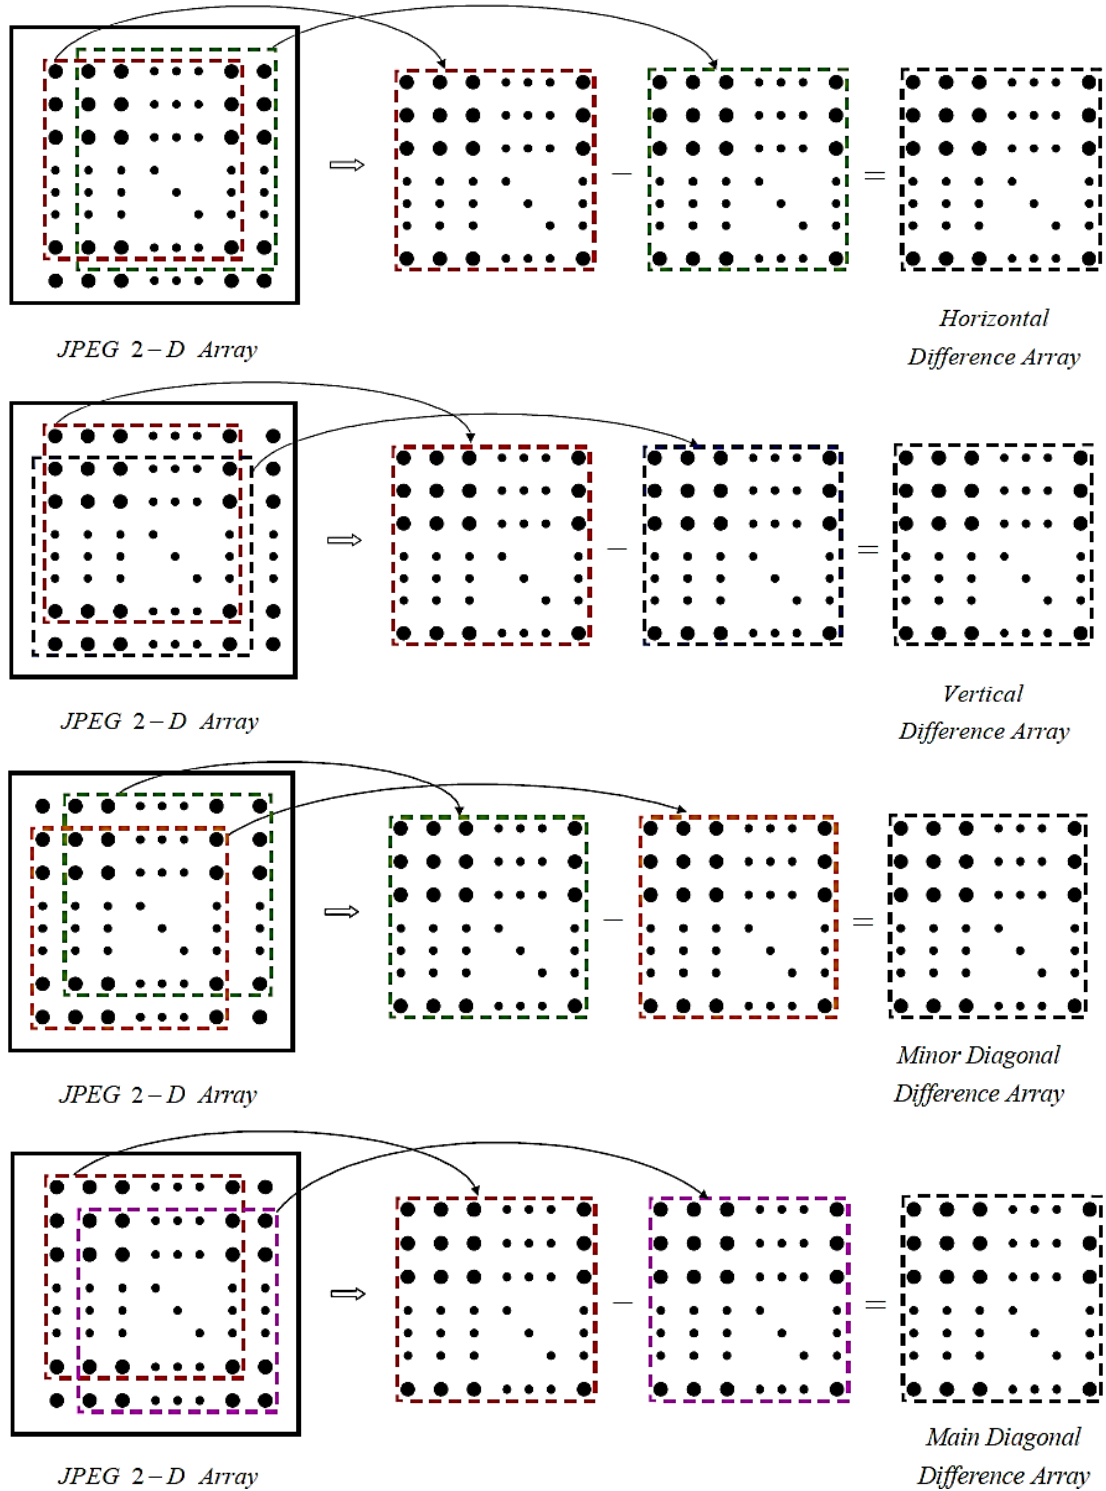 − =
JPEG 2−D Array
Horizontal
Difference Array
− =
JPEG 2−D Array
Vertical
Difference Array
− =
JPEG 2−D Array
Minor Diagonal
Difference Array
− =
JPEG 2−D Array
Main Diagonal
Difference Array